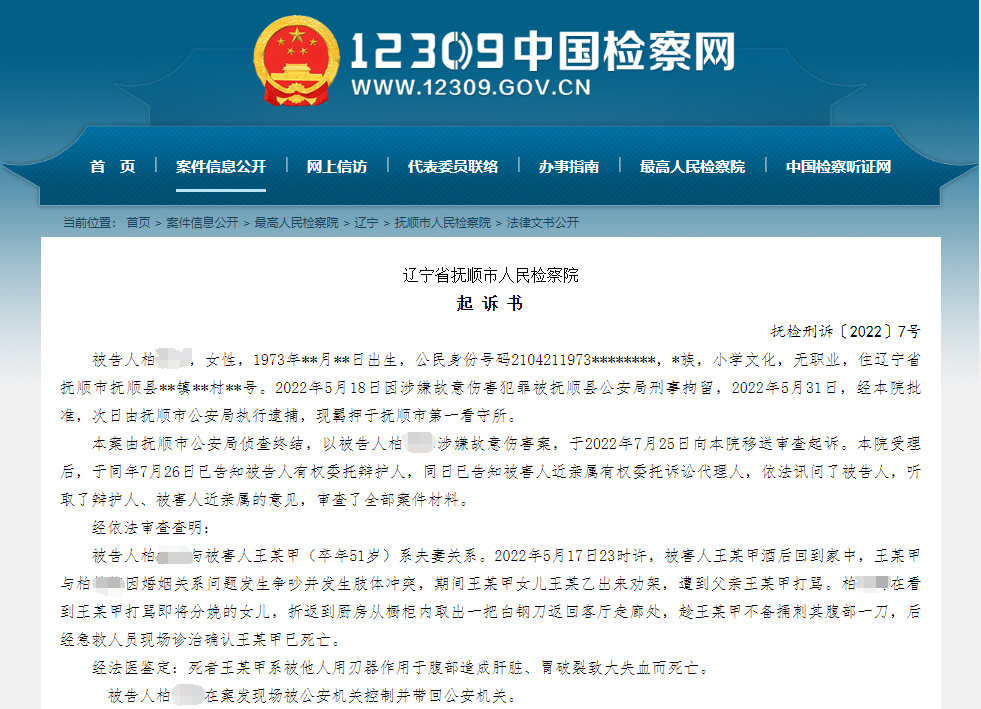 12309中国检察网
WWW.12309.GOV.CN
首 页 | 案件信息公开 | 网上信访 | 代表委员联络 | 办事指南 | 最高人民检察院 | 中国检察听证网
当前位置： 首页 > 案件信息公开 > 最高人民检察院 > 辽宁 > 抚顺市人民检察院 > 法律文书公开
辽宁省抚顺市人民检察院
起 诉 书
抚检刑诉〔2022〕7号
被告人柏，女性，1973年**月**日出生，公民身份号码2104211973********，*族，小学文化，无职业，住辽宁省
抚顺市抚顺县**镇**村**号。2022年5月18日因涉嫌故意伤害犯罪被抚顺县公安局刑事拘留，2022年5月31日，经本院批
准，次日由抚顺市公安局执行逮捕，现羁押于抚顺市第一看守所。
本案由抚顺市公安局侦查终结，以被告人柏涉嫌故意伤害案，于2022年7月25日向本院移送审查起诉。本院受理
后，于同年7月26日已告知被告人有权委托辩护人，同日已告知被害人近亲属有权委托诉讼代理人，依法讯问了被告人，听
取了辩护人、被害人近亲属的意见，审查了全部案件材料。
经依法审查查明：
被告人柏与被害人王某甲（卒年51岁）系夫妻关系。2022年5月17日23时许，被害人王某甲酒后回到家中，王某甲
与柏因婚姻关系问题发生争吵并发生肢体冲突，期间王某甲女儿王某乙出来劝架，遭到父亲王某甲打骂。柏在看
到王某甲打骂即将分娩的女儿，折返到厨房从橱柜内取出一把白钢刀返回客厅走廊处，趁王某甲不备捅刺其腹部一刀，后
经急救人员现场诊治确认王某甲已死亡。
经法医鉴定：死者王某甲系被他人用刃器作用于腹部造成肝脏、胃破裂致大失血而死亡。
被告人柏在案发现场被公安机关控制并带回公安机关。